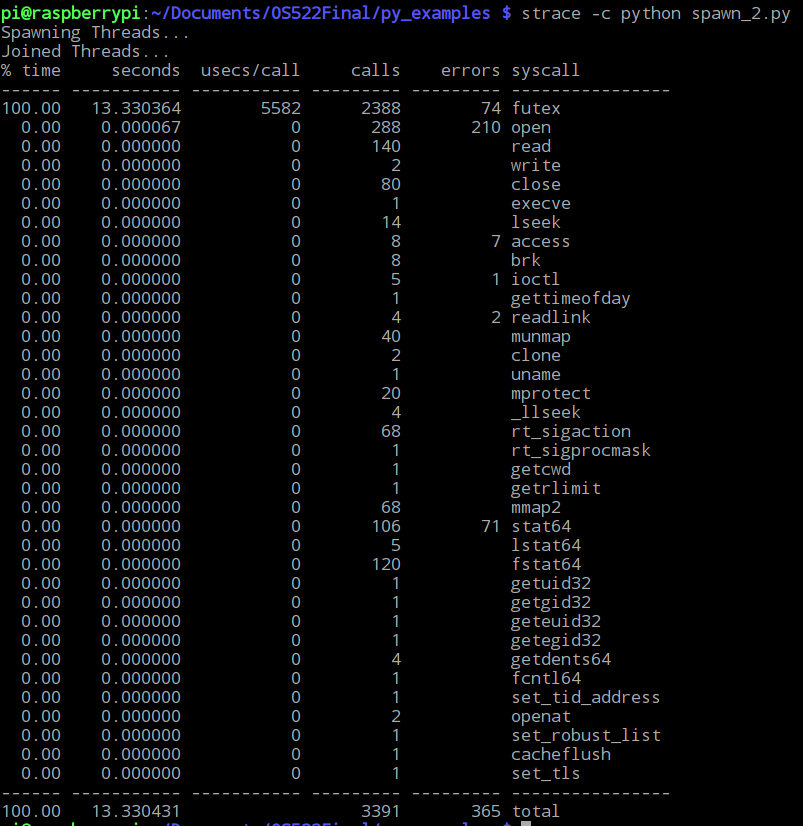 pi@raspberrypi:~/Documents/OS522Final/py_examples $ strace -c python spawn_2.py
Spawning Threads...
Joined Threads...
% time     seconds  usecs/call     calls    errors syscall
------ ----------- ----------- --------- --------- ----------------
100.00   13.330364        5582      2388        74 futex
  0.00    0.000067           0       288       210 open
  0.00    0.000000           0       140           read
  0.00    0.000000           0         2           write
  0.00    0.000000           0        80           close
  0.00    0.000000           0         1           execve
  0.00    0.000000           0        14           lseek
  0.00    0.000000           0         8         7 access
  0.00    0.000000           0         8           brk
  0.00    0.000000           0         5         1 ioctl
  0.00    0.000000           0         1           gettimeofday
  0.00    0.000000           0         4         2 readlink
  0.00    0.000000           0        40           munmap
  0.00    0.000000           0         2           clone
  0.00    0.000000           0         1           uname
  0.00    0.000000           0        20           mprotect
  0.00    0.000000           0         4           _llseek
  0.00    0.000000           0        68           rt_sigaction
  0.00    0.000000           0         1           rt_sigprocmask
  0.00    0.000000           0         1           getcwd
  0.00    0.000000           0         1           getrlimit
  0.00    0.000000           0        68           mmap2
  0.00    0.000000           0       106        71 stat64
  0.00    0.000000           0         5           lstat64
  0.00    0.000000           0       120           fstat64
  0.00    0.000000           0         1           getuid32
  0.00    0.000000           0         1           getgid32
  0.00    0.000000           0         1           geteuid32
  0.00    0.000000           0         1           getegid32
  0.00    0.000000           0         4           getdents64
  0.00    0.000000           0         1           fcntl64
  0.00    0.000000           0         1           set_tid_address
  0.00    0.000000           0         2           openat
  0.00    0.000000           0         1           set_robust_list
  0.00    0.000000           0         1           cacheflush
  0.00    0.000000           0         1           set_tls
------ ----------- ----------- --------- --------- ----------------
100.00   13.330431                  3391       365 total